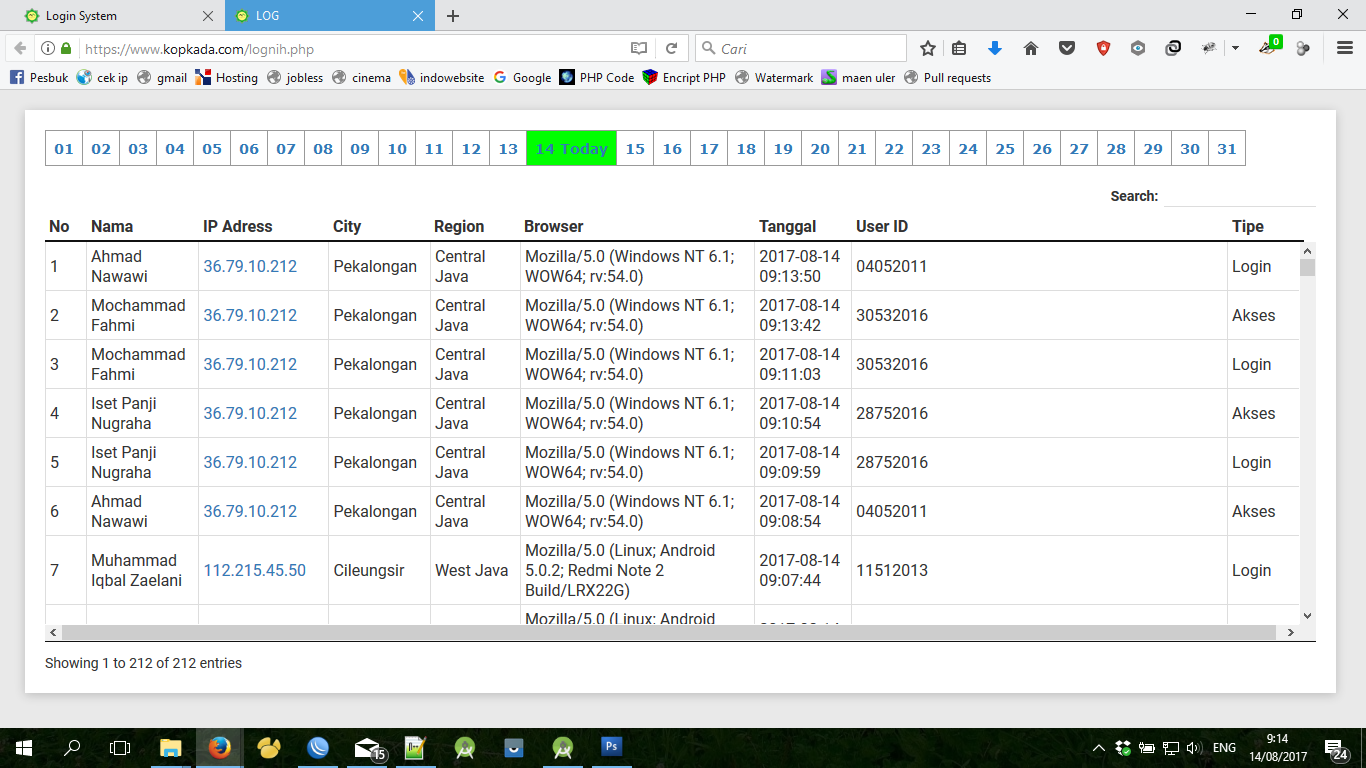 Login System
LOG
https://www.kopkada.com/lognih.php
Cari
0
Pesbuk cek ip gmail Hosting jobless cinema indowebsite Google PHP Code Encript PHP Watermark maen uler Pull requests
01 02 03 04 05 06 07 08 09 10 11 12 13 14 Today 15 16 17 18 19 20 21 22 23 24 25 26 27 28 29 30 31
Search:
No Nama IP Adress City Region Browser Tanggal User ID Tipe
1 Ahmad Nawawi 36.79.10.212 Pekalongan Central Java Mozilla/5.0 (Windows NT 6.1; WOW64; rv:54.0) 2017-08-14 09:13:50 04052011 Login
2 Mochammad Fahmi 36.79.10.212 Pekalongan Central Java Mozilla/5.0 (Windows NT 6.1; WOW64; rv:54.0) 2017-08-14 09:13:42 30532016 Akses
3 Mochammad Fahmi 36.79.10.212 Pekalongan Central Java Mozilla/5.0 (Windows NT 6.1; WOW64; rv:54.0) 2017-08-14 09:11:03 30532016 Login
4 Iset Panji Nugraha 36.79.10.212 Pekalongan Central Java Mozilla/5.0 (Windows NT 6.1; WOW64; rv:54.0) 2017-08-14 09:10:54 28752016 Akses
5 Iset Panji Nugraha 36.79.10.212 Pekalongan Central Java Mozilla/5.0 (Windows NT 6.1; WOW64; rv:54.0) 2017-08-14 09:09:59 28752016 Login
6 Ahmad Nawawi 36.79.10.212 Pekalongan Central Java Mozilla/5.0 (Windows NT 6.1; WOW64; rv:54.0) 2017-08-14 09:08:54 04052011 Akses
7 Muhammad Iqbal Zaelani 112.215.45.50 Cileungsir West Java Mozilla/5.0 (Linux; Android 5.0.2; Redmi Note 2 Build/LRX22G) 2017-08-14 09:07:44 11512013 Login
Mozilla/5.0 (Linux; Android
Showing 1 to 212 of 212 entries
15
Ps
ENG
9:14
14/08/2017
24